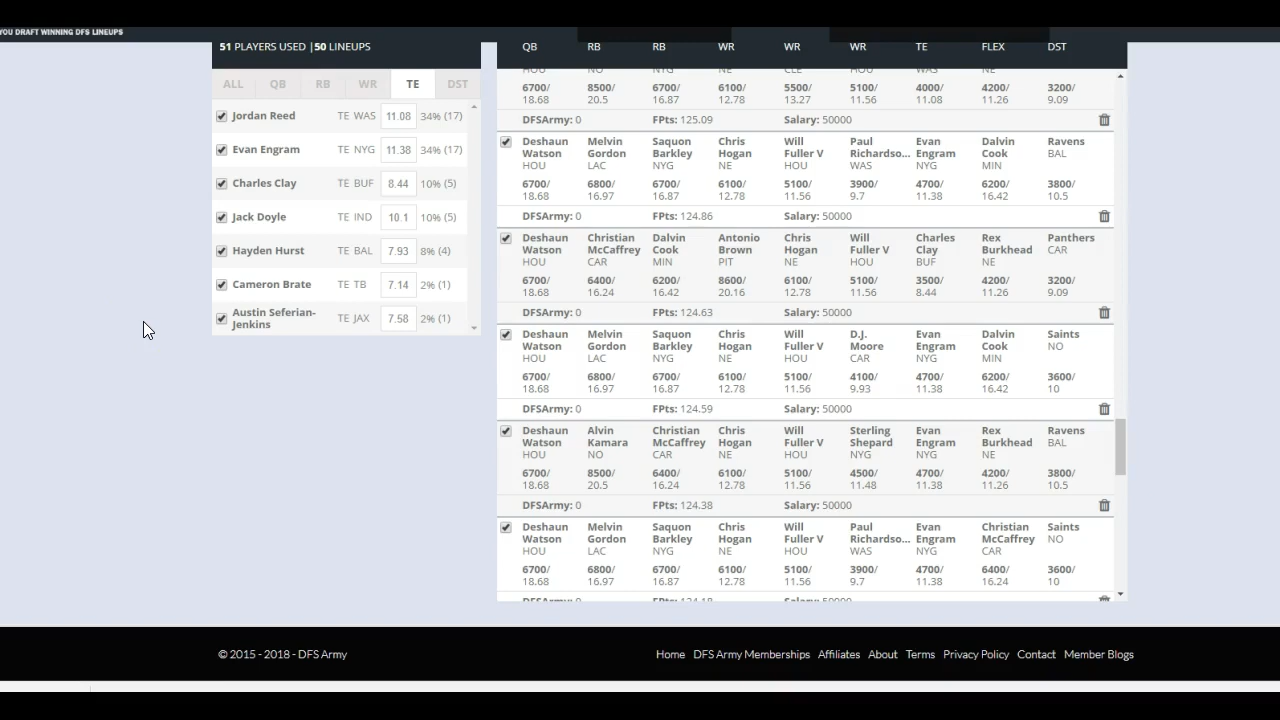 YOU DRAFT WINNING DFS LINEUPS
51 PLAYERS USED |50 LINEUPS
ALL QB RB WR TE DST
Jordan Reed TE WAS 11.08 34% (17)
Evan Engram TE NYG 11.38 34% (17)
Charles Clay TE BUF 8.44 10% (5)
Jack Doyle TE IND 10.1 10% (5)
Hayden Hurst TE BAL 7.93 8% (4)
Cameron Brate TE TB 7.14 2% (1)
Austin Seferian-
Jenkins TE JAX 7.58 2% (1)
QB RB RB WR WR WR TE FLEX DST
HOU NO NYG NE CLE HOU WAS NE
6700/ 8500/ 6700/ 6100/ 5500/ 5100/ 4000/ 4200/ 3200/
18.68 20.5 16.87 12.78 13.27 11.56 11.08 11.26 9.09
DFSArmy: 0 FPts: 125.09 Salary: 50000
Deshaun Melvin Saquon Chris Will Paul Evan Dalvin Ravens
Watson Gordon Barkley Hogan Fuller V Richardso... Engram Cook BAL
HOU LAC NYG NE HOU WAS NYG MIN
6700/ 6800/ 6700/ 6100/ 5100/ 3900/ 4700/ 6200/ 3800/
18.68 16.97 16.87 12.78 11.56 9.7 11.38 16.42 10.5
DFSArmy: 0 FPts: 124.86 Salary: 50000
Deshaun Christian Dalvin Antonio Chris Will Charles Rex Panthers
Watson McCaffrey Cook Brown Hogan Fuller V Clay Burkhead CAR
HOU CAR MIN PIT NE HOU BUF NE
6700/ 6400/ 6200/ 8600/ 6100/ 5100/ 3500/ 4200/ 3200/
18.68 16.24 16.42 20.16 12.78 11.56 8.44 11.26 9.09
DFSArmy: 0 FPts: 124.63 Salary: 50000
Deshaun Melvin Saquon Chris Will D.J. Evan Dalvin Saints
Watson Gordon Barkley Hogan Fuller V Moore Engram Cook NO
HOU LAC NYG NE HOU CAR NYG MIN
6700/ 6800/ 6700/ 6100/ 5100/ 4100/ 4700/ 6200/ 3600/
18.68 16.97 16.87 12.78 11.56 9.93 11.38 16.42 10
DFSArmy: 0 FPts: 124.59 Salary: 50000
Deshaun Alvin Christian Chris Will Sterling Evan Rex Ravens
Watson Kamara McCaffrey Hogan Fuller V Shepard Engram Burkhead BAL
HOU NO CAR NE HOU NYG NYG NE
6700/ 8500/ 6400/ 6100/ 5100/ 4500/ 4700/ 4200/ 3800/
18.68 20.5 16.24 12.78 11.56 11.48 11.38 11.26 10.5
DFSArmy: 0 FPts: 124.38 Salary: 50000
Deshaun Melvin Saquon Chris Will Paul Evan Christian Saints
Watson Gordon Barkley Hogan Fuller V Richardso... Engram McCaffrey NO
HOU LAC NYG NE HOU WAS NYG CAR
6700/ 6800/ 6700/ 6100/ 5100/ 3900/ 4700/ 6400/ 3600/
18.68 16.97 16.87 12.78 11.56 9.7 11.38 16.24 10
DFSArmy: 0 FPts: 124.18 Salary: 50000
© 2015 - 2018 - DFS Army
Home DFS Army Memberships Affiliates About Terms Privacy Policy Contact Member Blogs